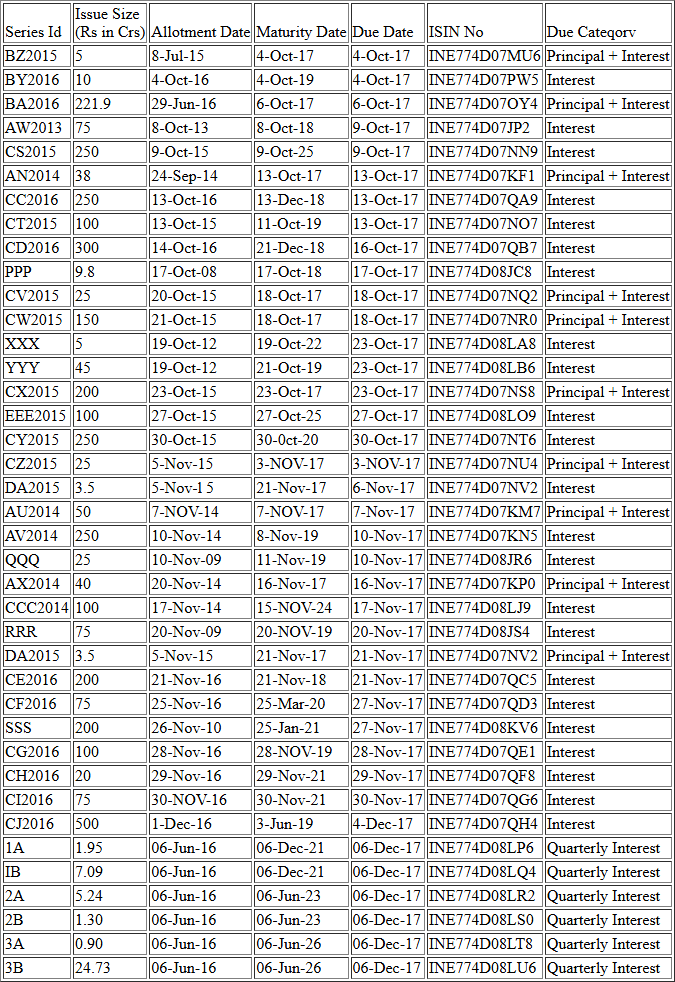 Series Id Issue Size (Rs in Crs) Allotment Date Maturity Date Due Date ISIN No Due Cateqorv
BZ2015 5 8-Jul-15 4-Oct-17 4-Oct-17 INE774D07MU6 Principal + Interest
BY2016 10 4-Oct-16 4-Oct-19 4-Oct-17 INE774D07PW5 Interest
BA2016 221.9 29-Jun-16 6-Oct-17 6-Oct-17 INE774D07OY4 Principal + Interest
AW2013 75 8-Oct-13 8-Oct-18 9-Oct-17 INE774D07JP2 Interest
CS2015 250 9-Oct-15 9-Oct-25 9-Oct-17 INE774D07NN9 Interest
AN2014 38 24-Sep-14 13-Oct-17 13-Oct-17 INE774D07KF1 Principal + Interest
CC2016 250 13-Oct-16 13-Dec-18 13-Oct-17 INE774D07QA9 Interest
CT2015 100 13-Oct-15 11-Oct-19 13-Oct-17 INE774D07NO7 Interest
CD2016 300 14-Oct-16 21-Dec-18 16-Oct-17 INE774D07QB7 Interest
PPP 9.8 17-Oct-08 17-Oct-18 17-Oct-17 INE774D08JC8 Interest
CV2015 25 20-Oct-15 18-Oct-17 18-Oct-17 INE774D07NQ2 Principal + Interest
CW2015 150 21-Oct-15 18-Oct-17 18-Oct-17 INE774D07NR0 Principal + Interest
XXX 5 19-Oct-12 19-Oct-22 23-Oct-17 INE774D08LA8 Interest
YYY 45 19-Oct-12 21-Oct-19 23-Oct-17 INE774D08LB6 Interest
CX2015 200 23-Oct-15 23-Oct-17 23-Oct-17 INE774D07NS8 Principal + Interest
EEE2015 100 27-Oct-15 27-Oct-25 27-Oct-17 INE774D08LO9 Interest
CY2015 250 30-Oct-15 30-0ct-20 30-Oct-17 INE774D07NT6 Interest
CZ2015 25 5-Nov-15 3-NOV-17 3-NOV-17 INE774D07NU4 Principal + Interest
DA2015 3.5 5-Nov-15 21-Nov-17 6-Nov-17 INE774D07NV2 Interest
AU2014 50 7-NOV-14 7-NOV-17 7-Nov-17 INE774D07KM7 Principal + Interest
AV2014 250 10-Nov-14 8-Nov-19 10-Nov-17 INE774D07KN5 Interest
QQQ 25 10-Nov-09 11-Nov-19 10-Nov-17 INE774D08JR6 Interest
AX2014 40 20-Nov-14 16-Nov-17 16-Nov-17 INE774D07KP0 Principal + Interest
CCC2014 100 17-Nov-14 15-NOV-24 17-Nov-17 INE774D08LJ9 Interest
RRR 75 20-Nov-09 20-NOV-19 20-Nov-17 INE774D08JS4 Interest
DA2015 3.5 5-Nov-15 21-Nov-17 21-Nov-17 INE774D07NV2 Principal + Interest
CE2016 200 21-Nov-16 21-Nov-18 21-Nov-17 INE774D07QC5 Interest
CF2016 75 25-Nov-16 25-Mar-20 27-Nov-17 INE774D07QD3 Interest
SSS 200 26-Nov-10 25-Jan-21 27-Nov-17 INE774D08KV6 Interest
CG2016 100 28-Nov-16 28-NOV-19 28-Nov-17 INE774D07QE1 Interest
CH2016 20 29-Nov-16 29-Nov-21 29-Nov-17 INE774D07QF8 Interest
CI2016 75 30-NOV-16 30-Nov-21 30-Nov-17 INE774D07QG6 Interest
CJ2016 500 1-Dec-16 3-Jun-19 4-Dec-17 INE774D07QH4 Interest
1A 1.95 06-Jun-16 06-Dec-21 06-Dec-17 INE774D08LP6 Quarterly Interest
IB 7.09 06-Jun-16 06-Dec-21 06-Dec-17 INE774D08LQ4 Quarterly Interest
2A 5.24 06-Jun-16 06-Jun-23 06-Dec-17 INE774D08LR2 Quarterly Interest
2B 1.30 06-Jun-16 06-Jun-23 06-Dec-17 INE774D08LS0 Quarterly Interest
3A 0.90 06-Jun-16 06-Jun-26 06-Dec-17 INE774D08LT8 Quarterly Interest
3B 24.73 06-Jun-16 06-Jun-26 06-Dec-17 INE774D08LU6 Quarterly Interest